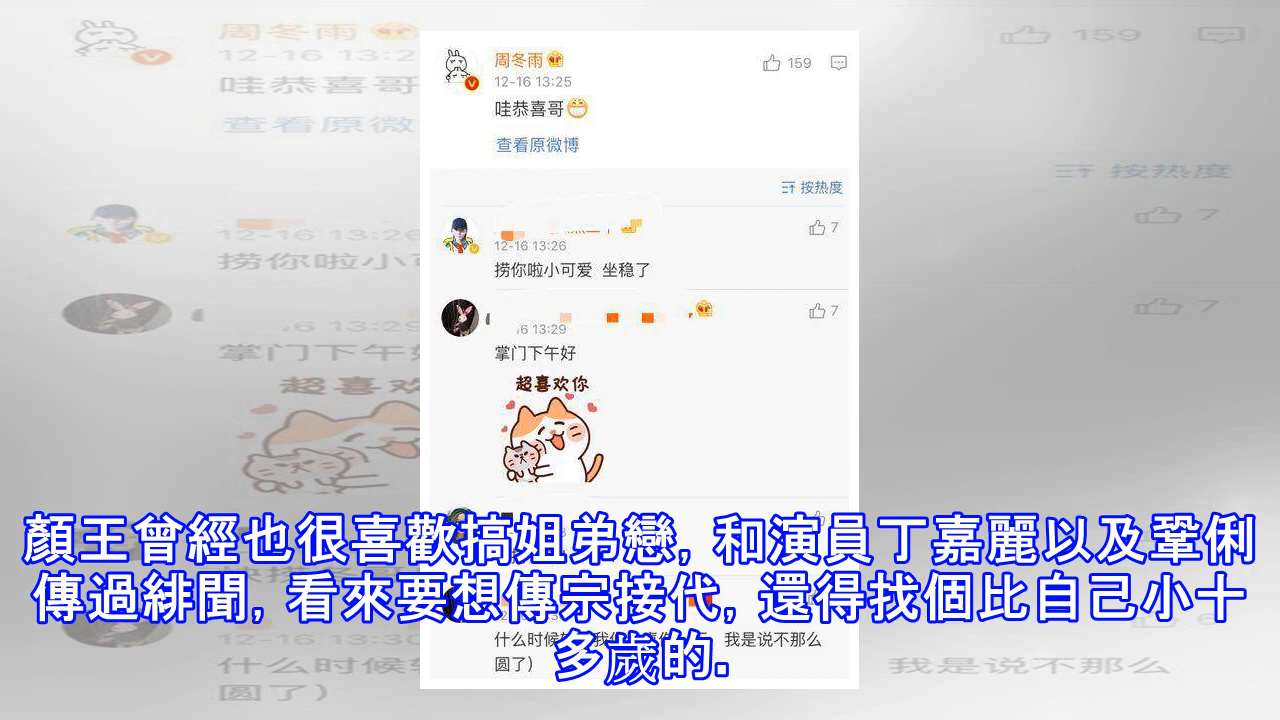 周冬雨
12-16 13:25
159
哇恭喜哥
查看原微博
按热度
12-16 13:26
7
捞你啦小可爱 坐稳了
16 13:29
7
掌门下午好
超喜欢你
顏王曾經也很喜歡搞姐弟戀, 和演員丁嘉麗以及鞏俐
傳過緋聞, 看來要想傳宗接代, 還得找個比自己小十
多歲的.
什么时候
我是说不那么
圆了）